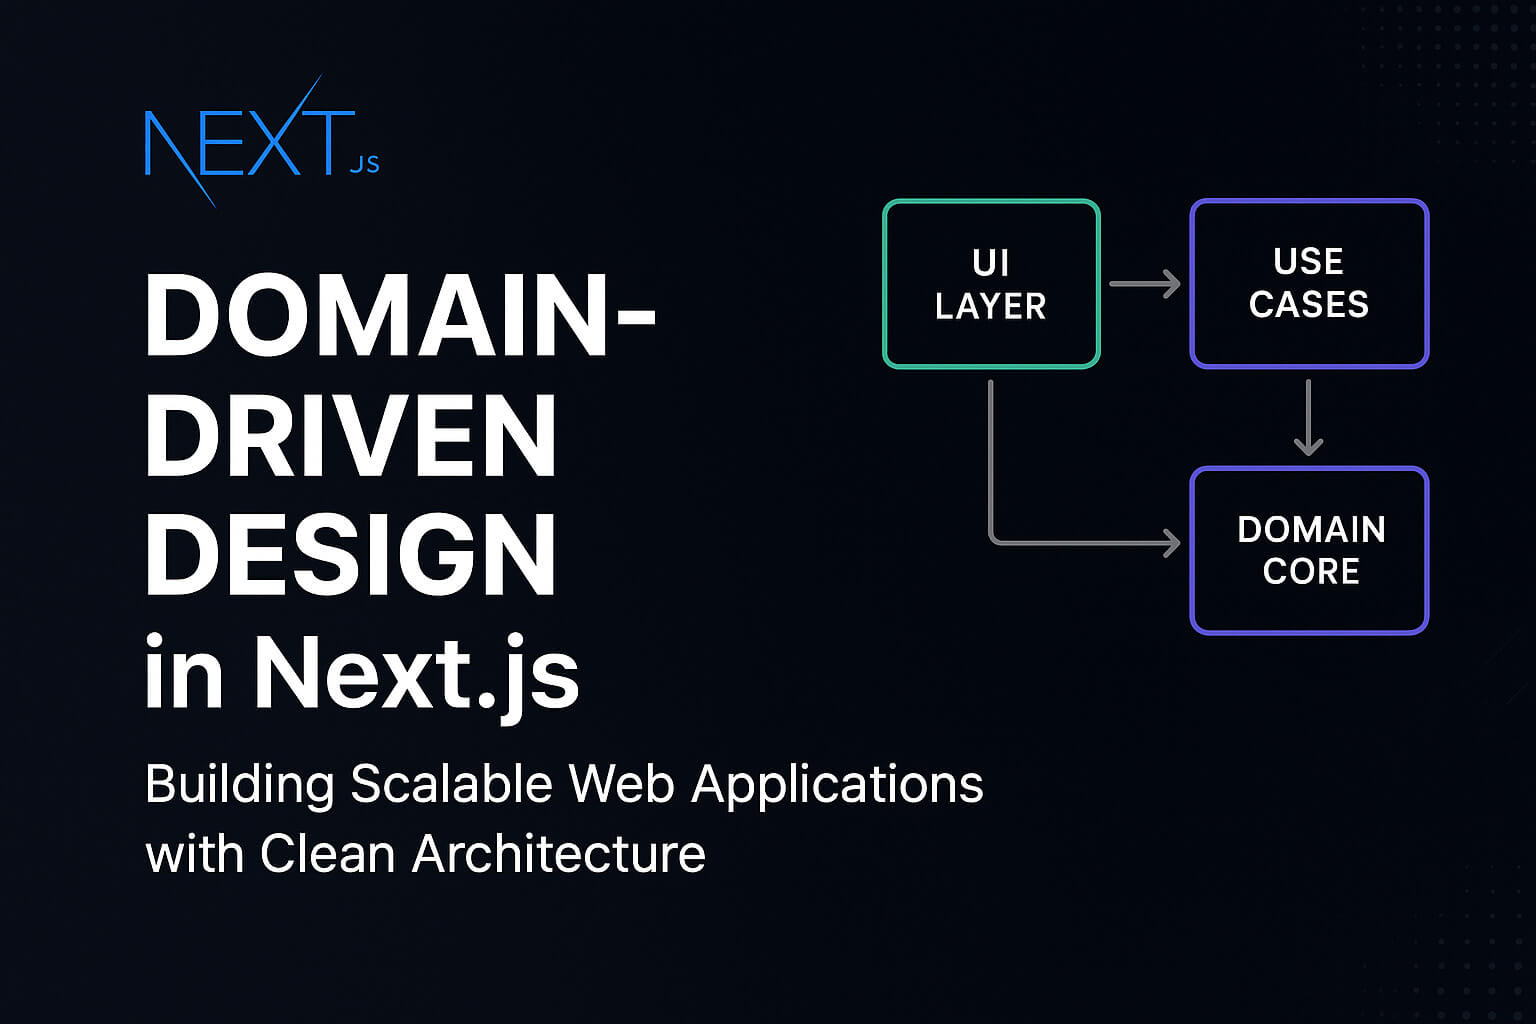 NEXT.JS
DOMAIN-
DRIVEN
DESIGN
in Next.js
Building Scalable Web Applications
with Clean Architecture
UI
LAYER
USE
CASES
DOMAIN
CORE